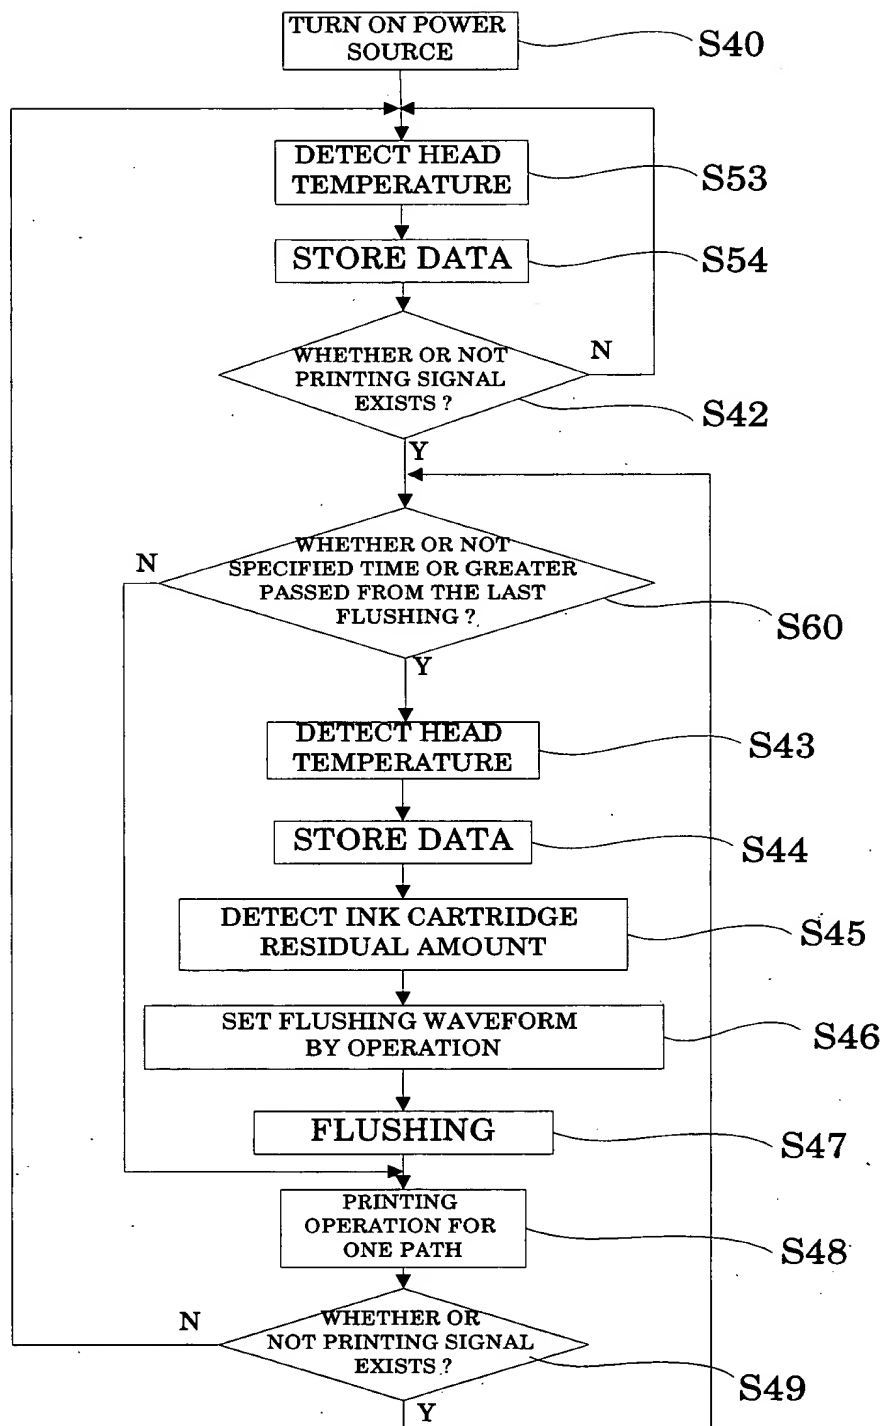 TURN ON POWER
SOURCE
S40
DETECT HEAD
TEMPERATURE
S53
STORE DATA
S54
WHETHER OR NOT
PRINTING SIGNAL
EXISTS ?
N
S42
Y
WHETHER OR NOT
SPECIFIED TIME OR GREATER
PASSED FROM THE LAST
FLUSHING ?
N
S60
Y
DETECT HEAD
TEMPERATURE
S43
STORE DATA
S44
DETECT INK CARTRIDGE
RESIDUAL AMOUNT
S45
SET FLUSHING WAVEFORM
BY OPERATION
S46
FLUSHING
S47
PRINTING
OPERATION FOR
ONE PATH
S48
N
WHETHER OR
NOT PRINTING SIGNAL
EXISTS ?
S49
Y